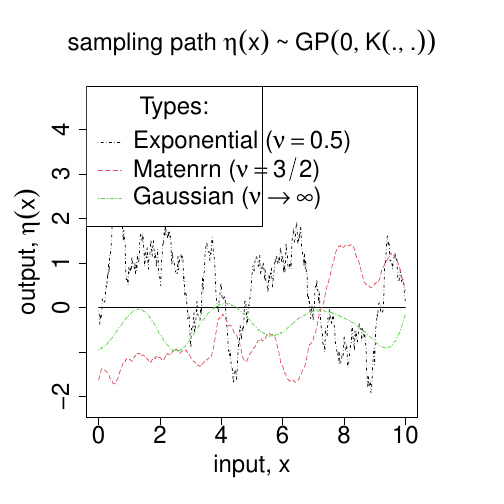 sampling path η(x) ~ GP(0, K(., .))
Types:
Exponential (ν = 0.5)
Matenrn (ν = 3/2)
Gaussian (ν → ∞)
output, η(x)
4
3
2
1
0
−2
0 2 4 6 8 10
input, x